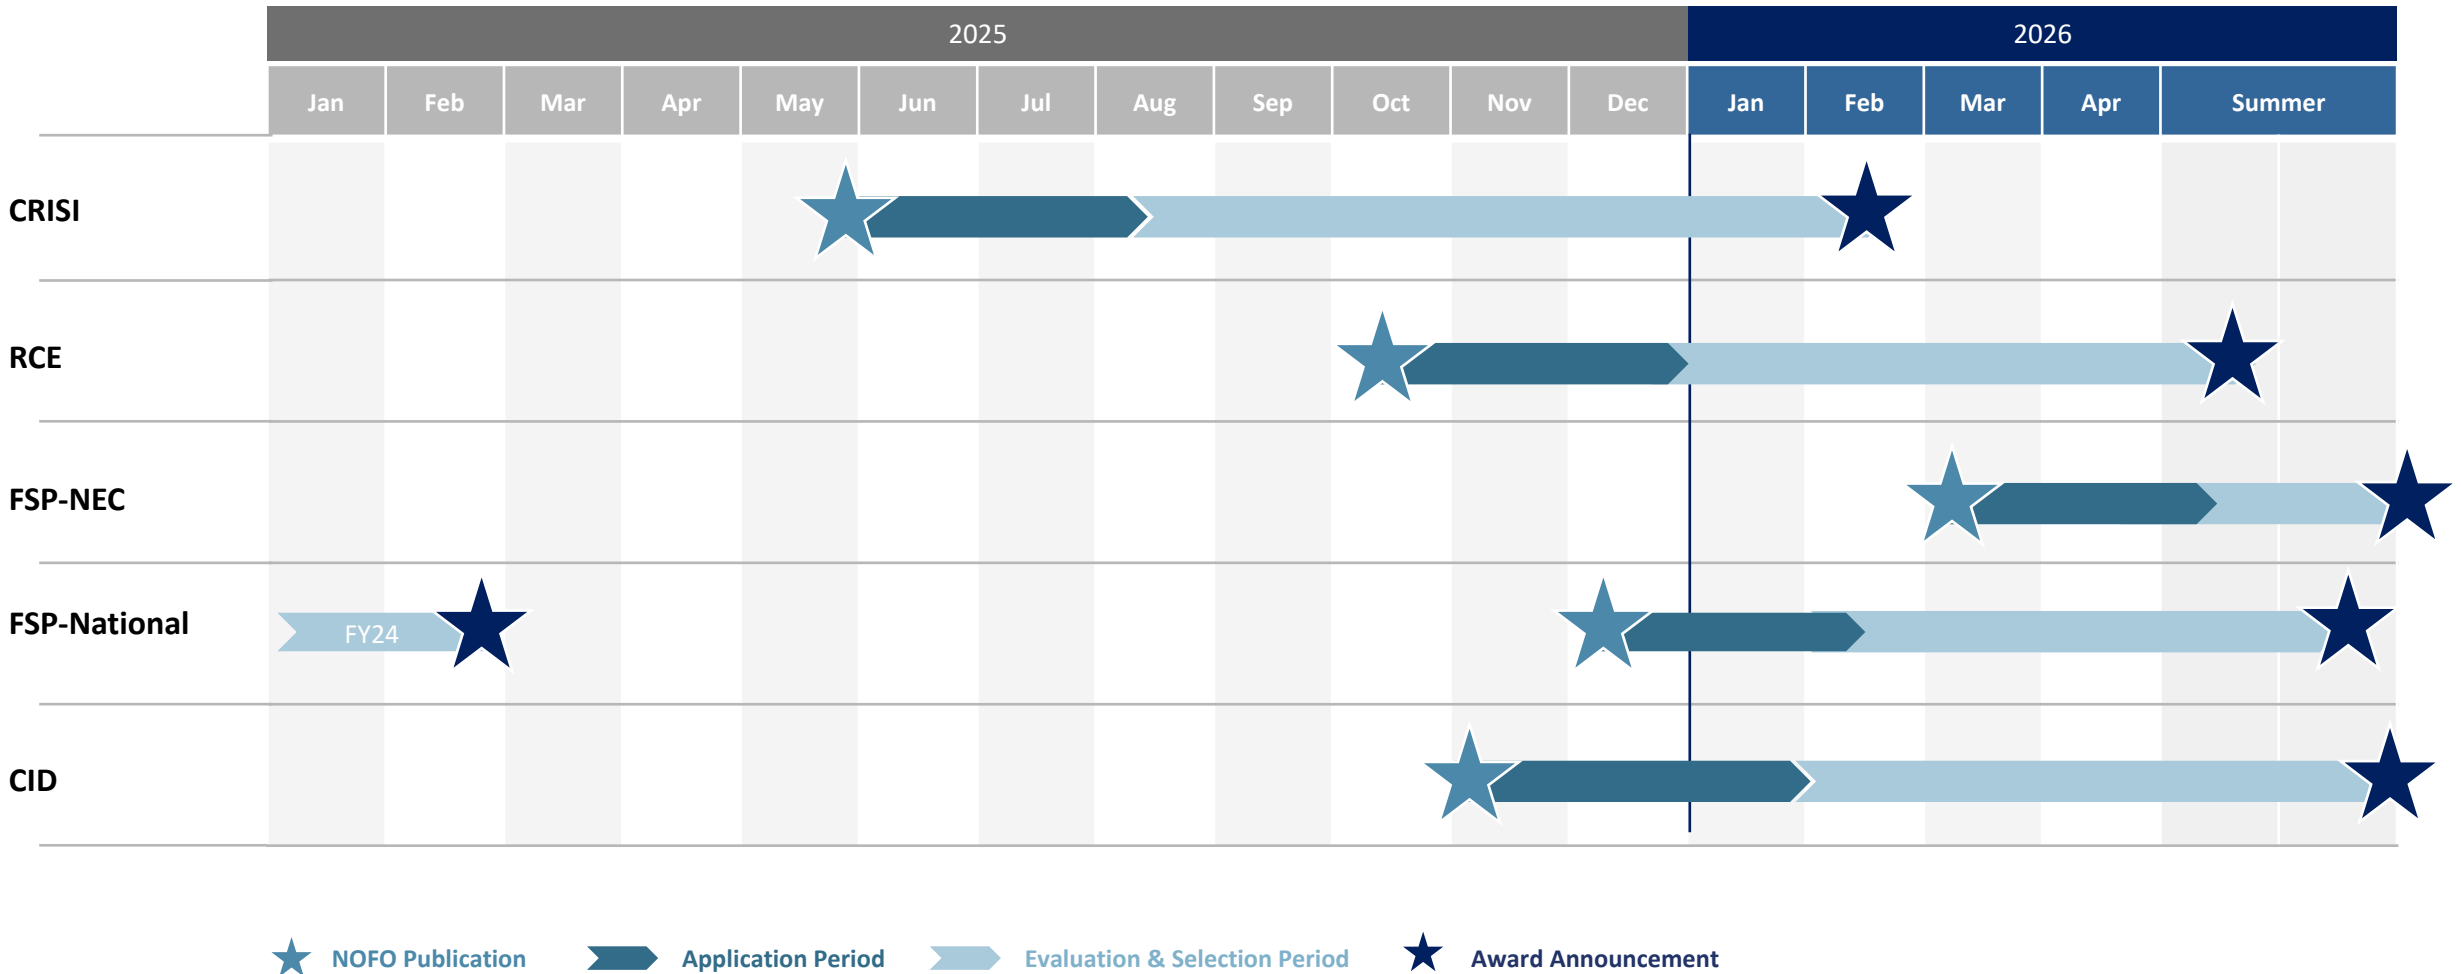 2025 2026
Jan Feb Mar Apr May Jun Jul Aug Sep Oct Nov Dec Jan Feb Mar Apr Summer
CRISI
RCE
FSP-NEC
FSP-National FY24
CID
NOFO Publication Application Period Evaluation & Selection Period Award Announcement